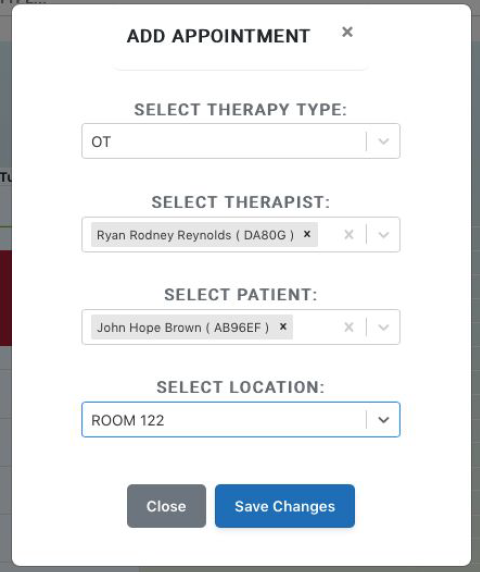 ADD APPOINTMENT ×
SELECT THERAPY TYPE:
OT
SELECT THERAPIST:
Ryan Rodney Reynolds ( DA80G ) ×
SELECT PATIENT:
John Hope Brown ( AB96EF ) ×
SELECT LOCATION:
ROOM 122
Close Save Changes